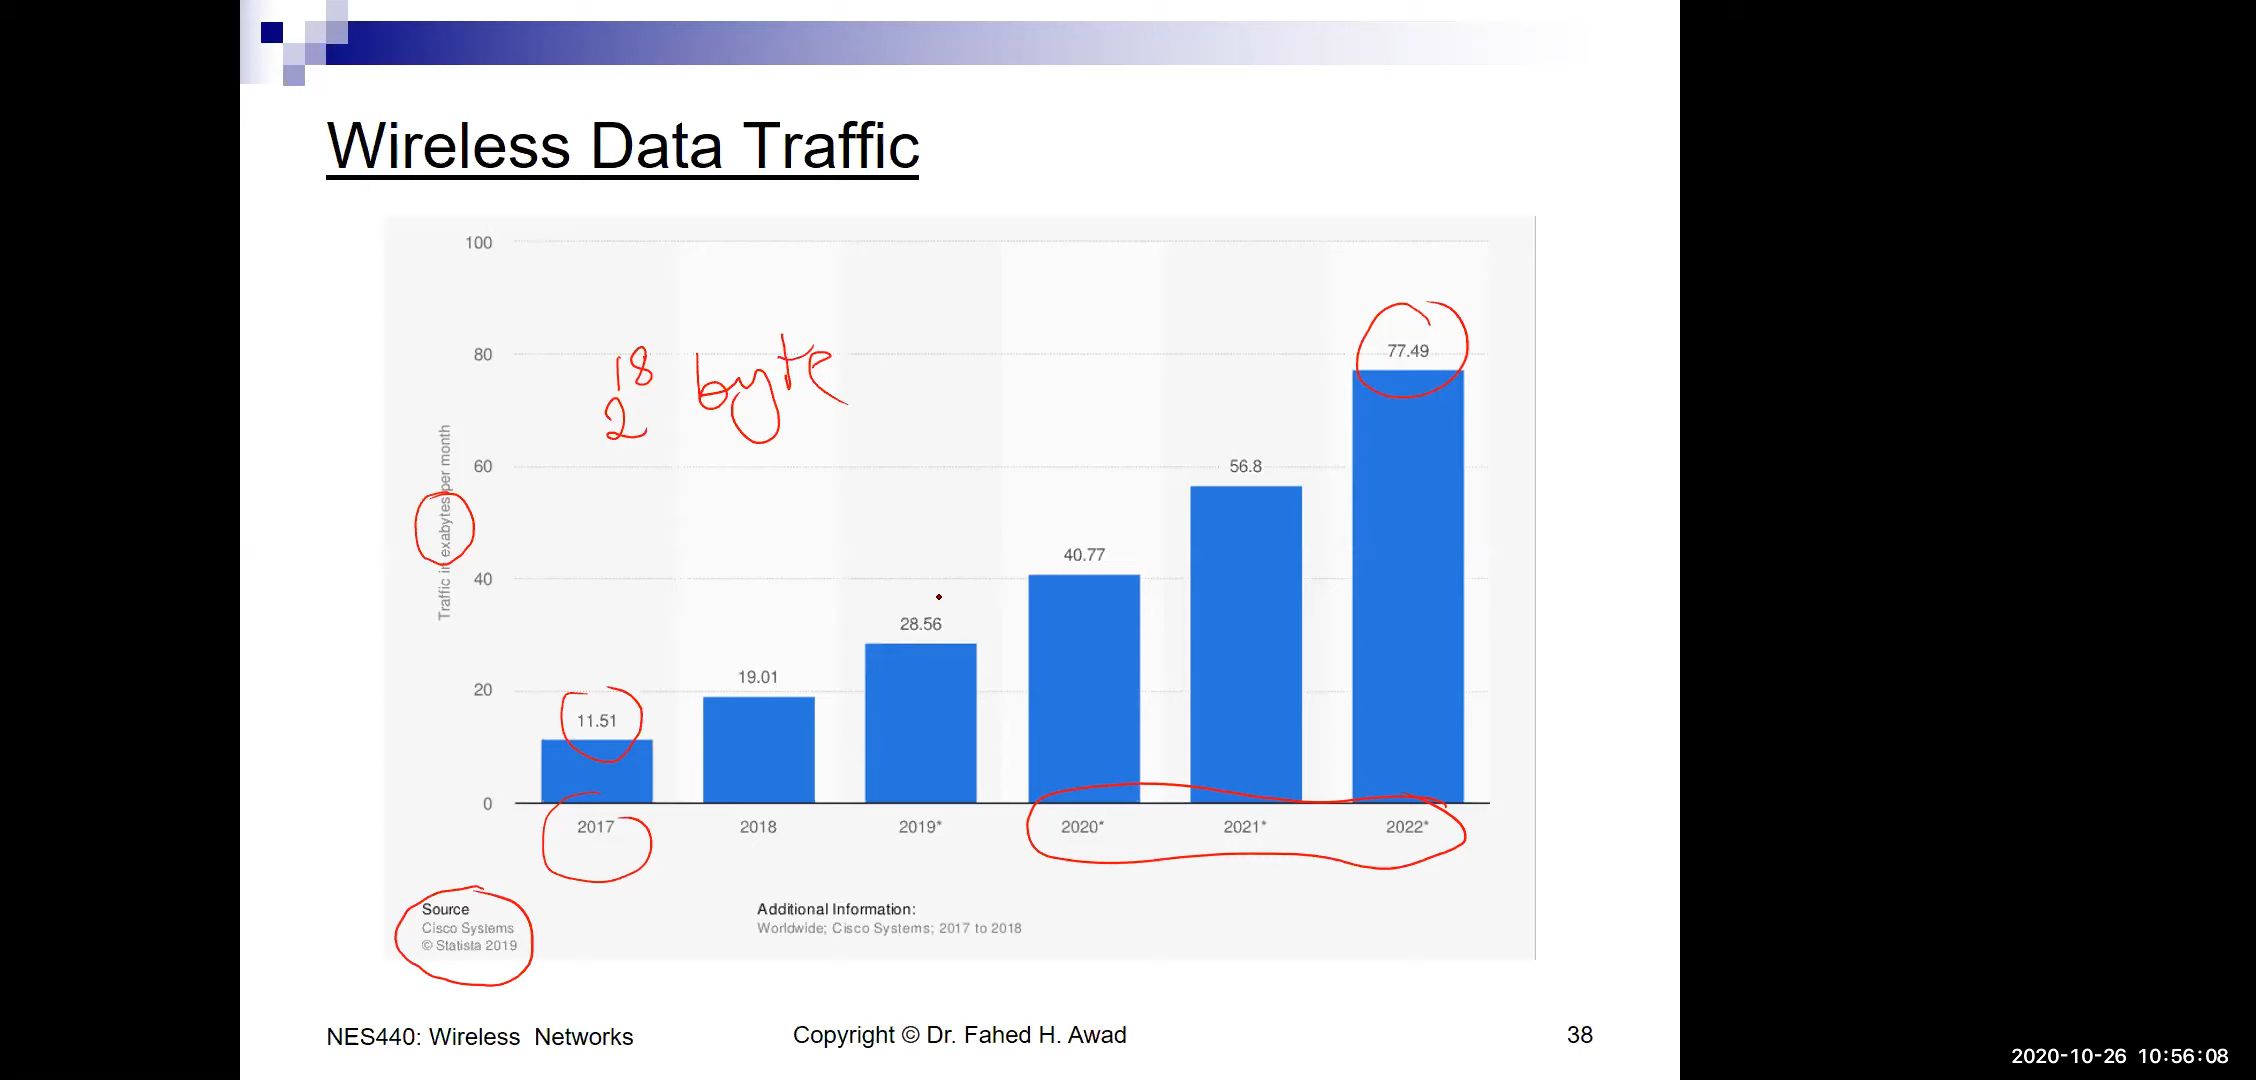 Wireless Data Traffic
100
80
60
40
20
0
Traffic in exabytes per month
18
2 byte
11.51
19.01
28.56
40.77
56.8
77.49
2017
2018
2019*
2020*
2021*
2022*
Source
Cisco Systems
© Statista 2019
Additional Information:
Worldwide; Cisco Systems; 2017 to 2018
NES440: Wireless Networks
Copyright © Dr. Fahed H. Awad
38
2020-10-26 10:56:08